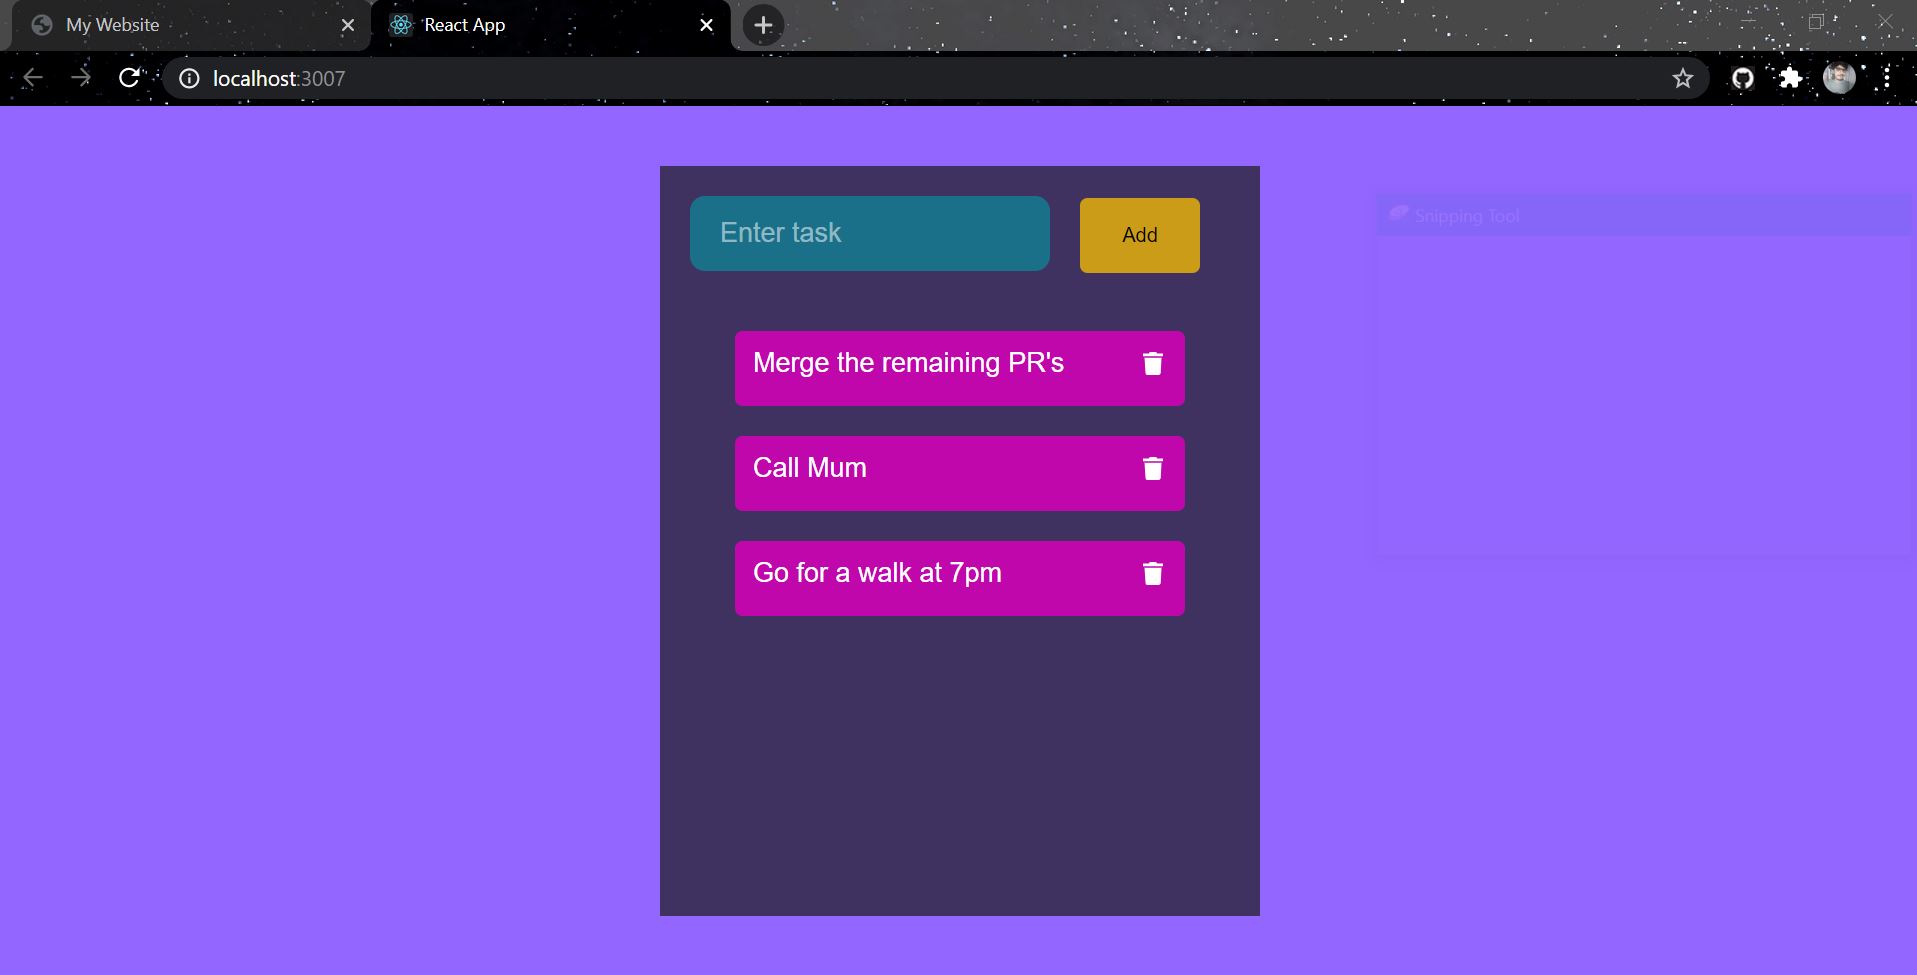 My Website
React App
localhost:3007
Enter task
Add
Snipping Tool
Merge the remaining PR's
Call Mum
Go for a walk at 7pm